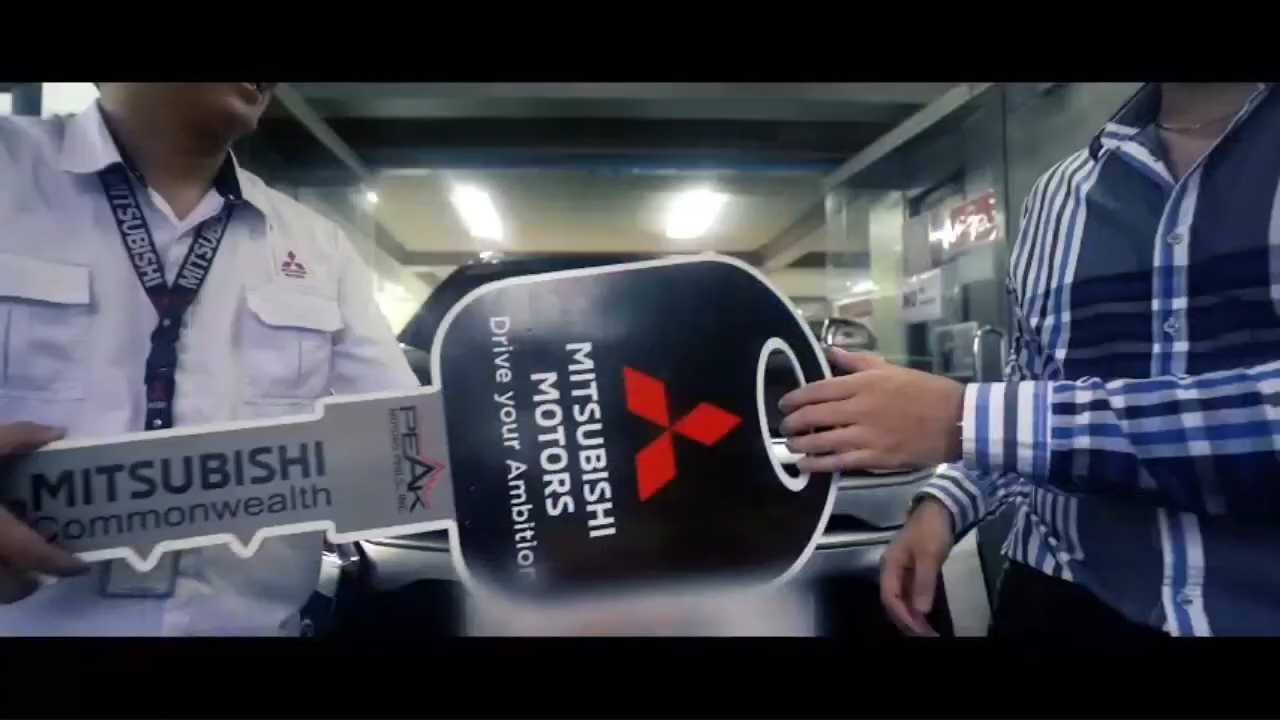 MITSUBISHI
MITSUBISHI
MITSUBISHI
Commonwealth
PEAK
MITSUBISHI
MOTORS
Drive your Ambition